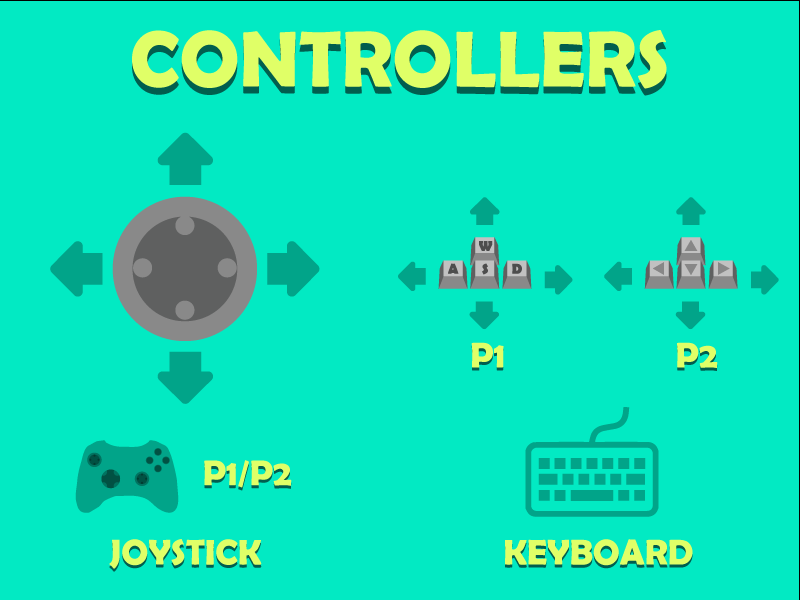 CONTROLLERS
W
A S D
P1
P2
P1/P2
JOYSTICK
KEYBOARD